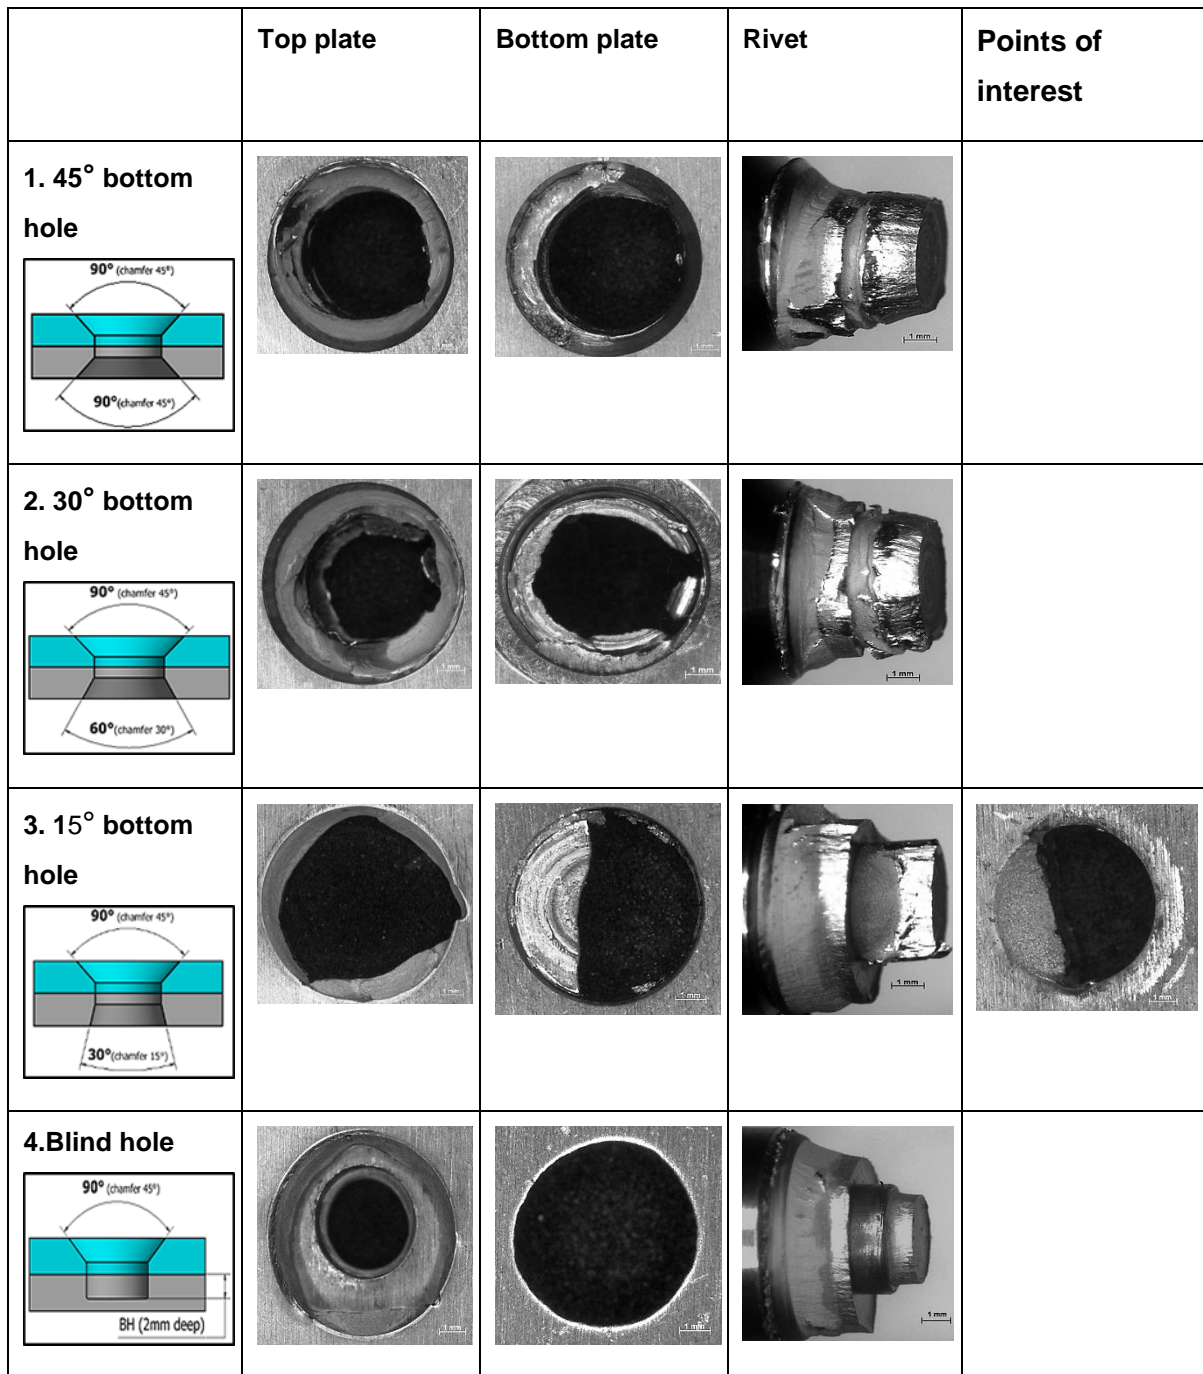 Top plate
Bottom plate
Rivet
Points of
interest
1. 45° bottom
hole
90° (chamfer 45°)
90° (chamfer 45°)
1 mm
1 mm
1 mm
2. 30° bottom
hole
90° (chamfer 45°)
60° (chamfer 30°)
1 mm
1 mm
1 mm
3. 15° bottom
hole
90° (chamfer 45°)
30° (chamfer 15°)
1 mm
1 mm
1 mm
1 mm
4.Blind hole
90° (chamfer 45°)
BH (2mm deep)
1 mm
1 mm
1 mm